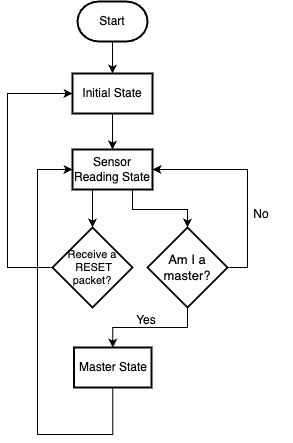 Start
Initial State
Sensor
Reading State
No
Receive a
RESET
packet?
Am I a
master?
Yes
Master State